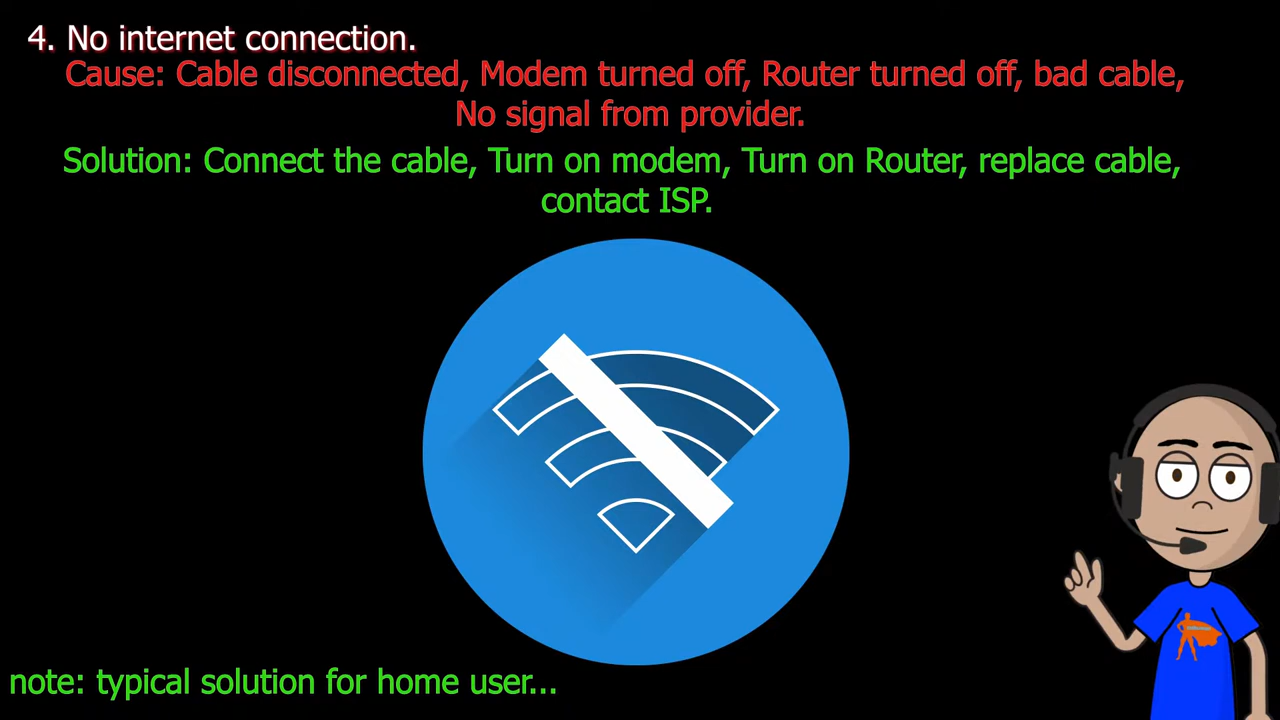 4. No internet connection.
Cause: Cable disconnected, Modem turned off, Router turned off, bad cable,
No signal from provider.
Solution: Connect the cable, Turn on modem, Turn on Router, replace cable,
contact ISP.
note: typical solution for home user...